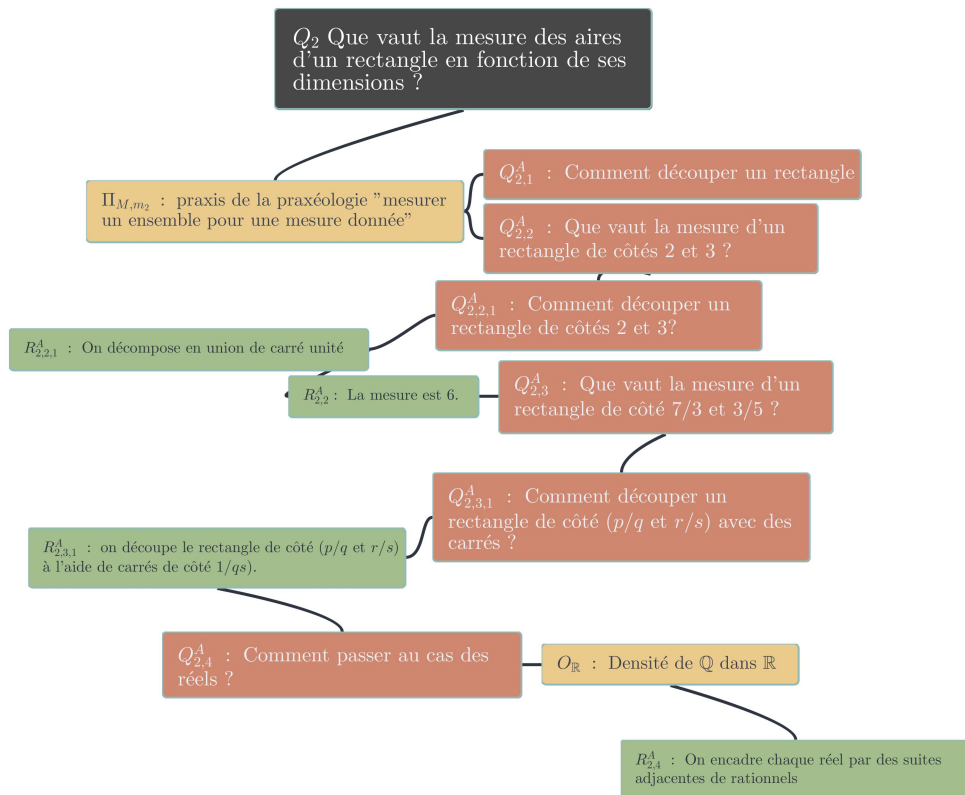 Q₂ Que vaut la mesure des aires
d'un rectangle en fonction de ses
dimensions ?
Π_{M,m₂} : praxis de la praxéologie "mesurer
un ensemble pour une mesure donnée"
Q^A_{2,1} : Comment découper un rectangle
Q^A_{2,2} : Que vaut la mesure d'un
rectangle de côtés 2 et 3 ?
Q^A_{2,2,1} : Comment découper un
rectangle de côtés 2 et 3?
R^A_{2,2,1} : On décompose en union de carré unité
R^A_{2,2} : La mesure est 6.
Q^A_{2,3} : Que vaut la mesure d'un
rectangle de côté 7/3 et 3/5 ?
Q^A_{2,3,1} : Comment découper un
rectangle de côté (p/q et r/s) avec des
carrés ?
R^A_{2,3,1} : on découpe le rectangle de côté (p/q et r/s)
à l'aide de carrés de côté 1/qs).
Q^A_{2,4} : Comment passer au cas des
réels ?
O_ℝ : Densité de ℚ dans ℝ
R^A_{2,4} : On encadre chaque réel par des suites
adjacentes de rationnels